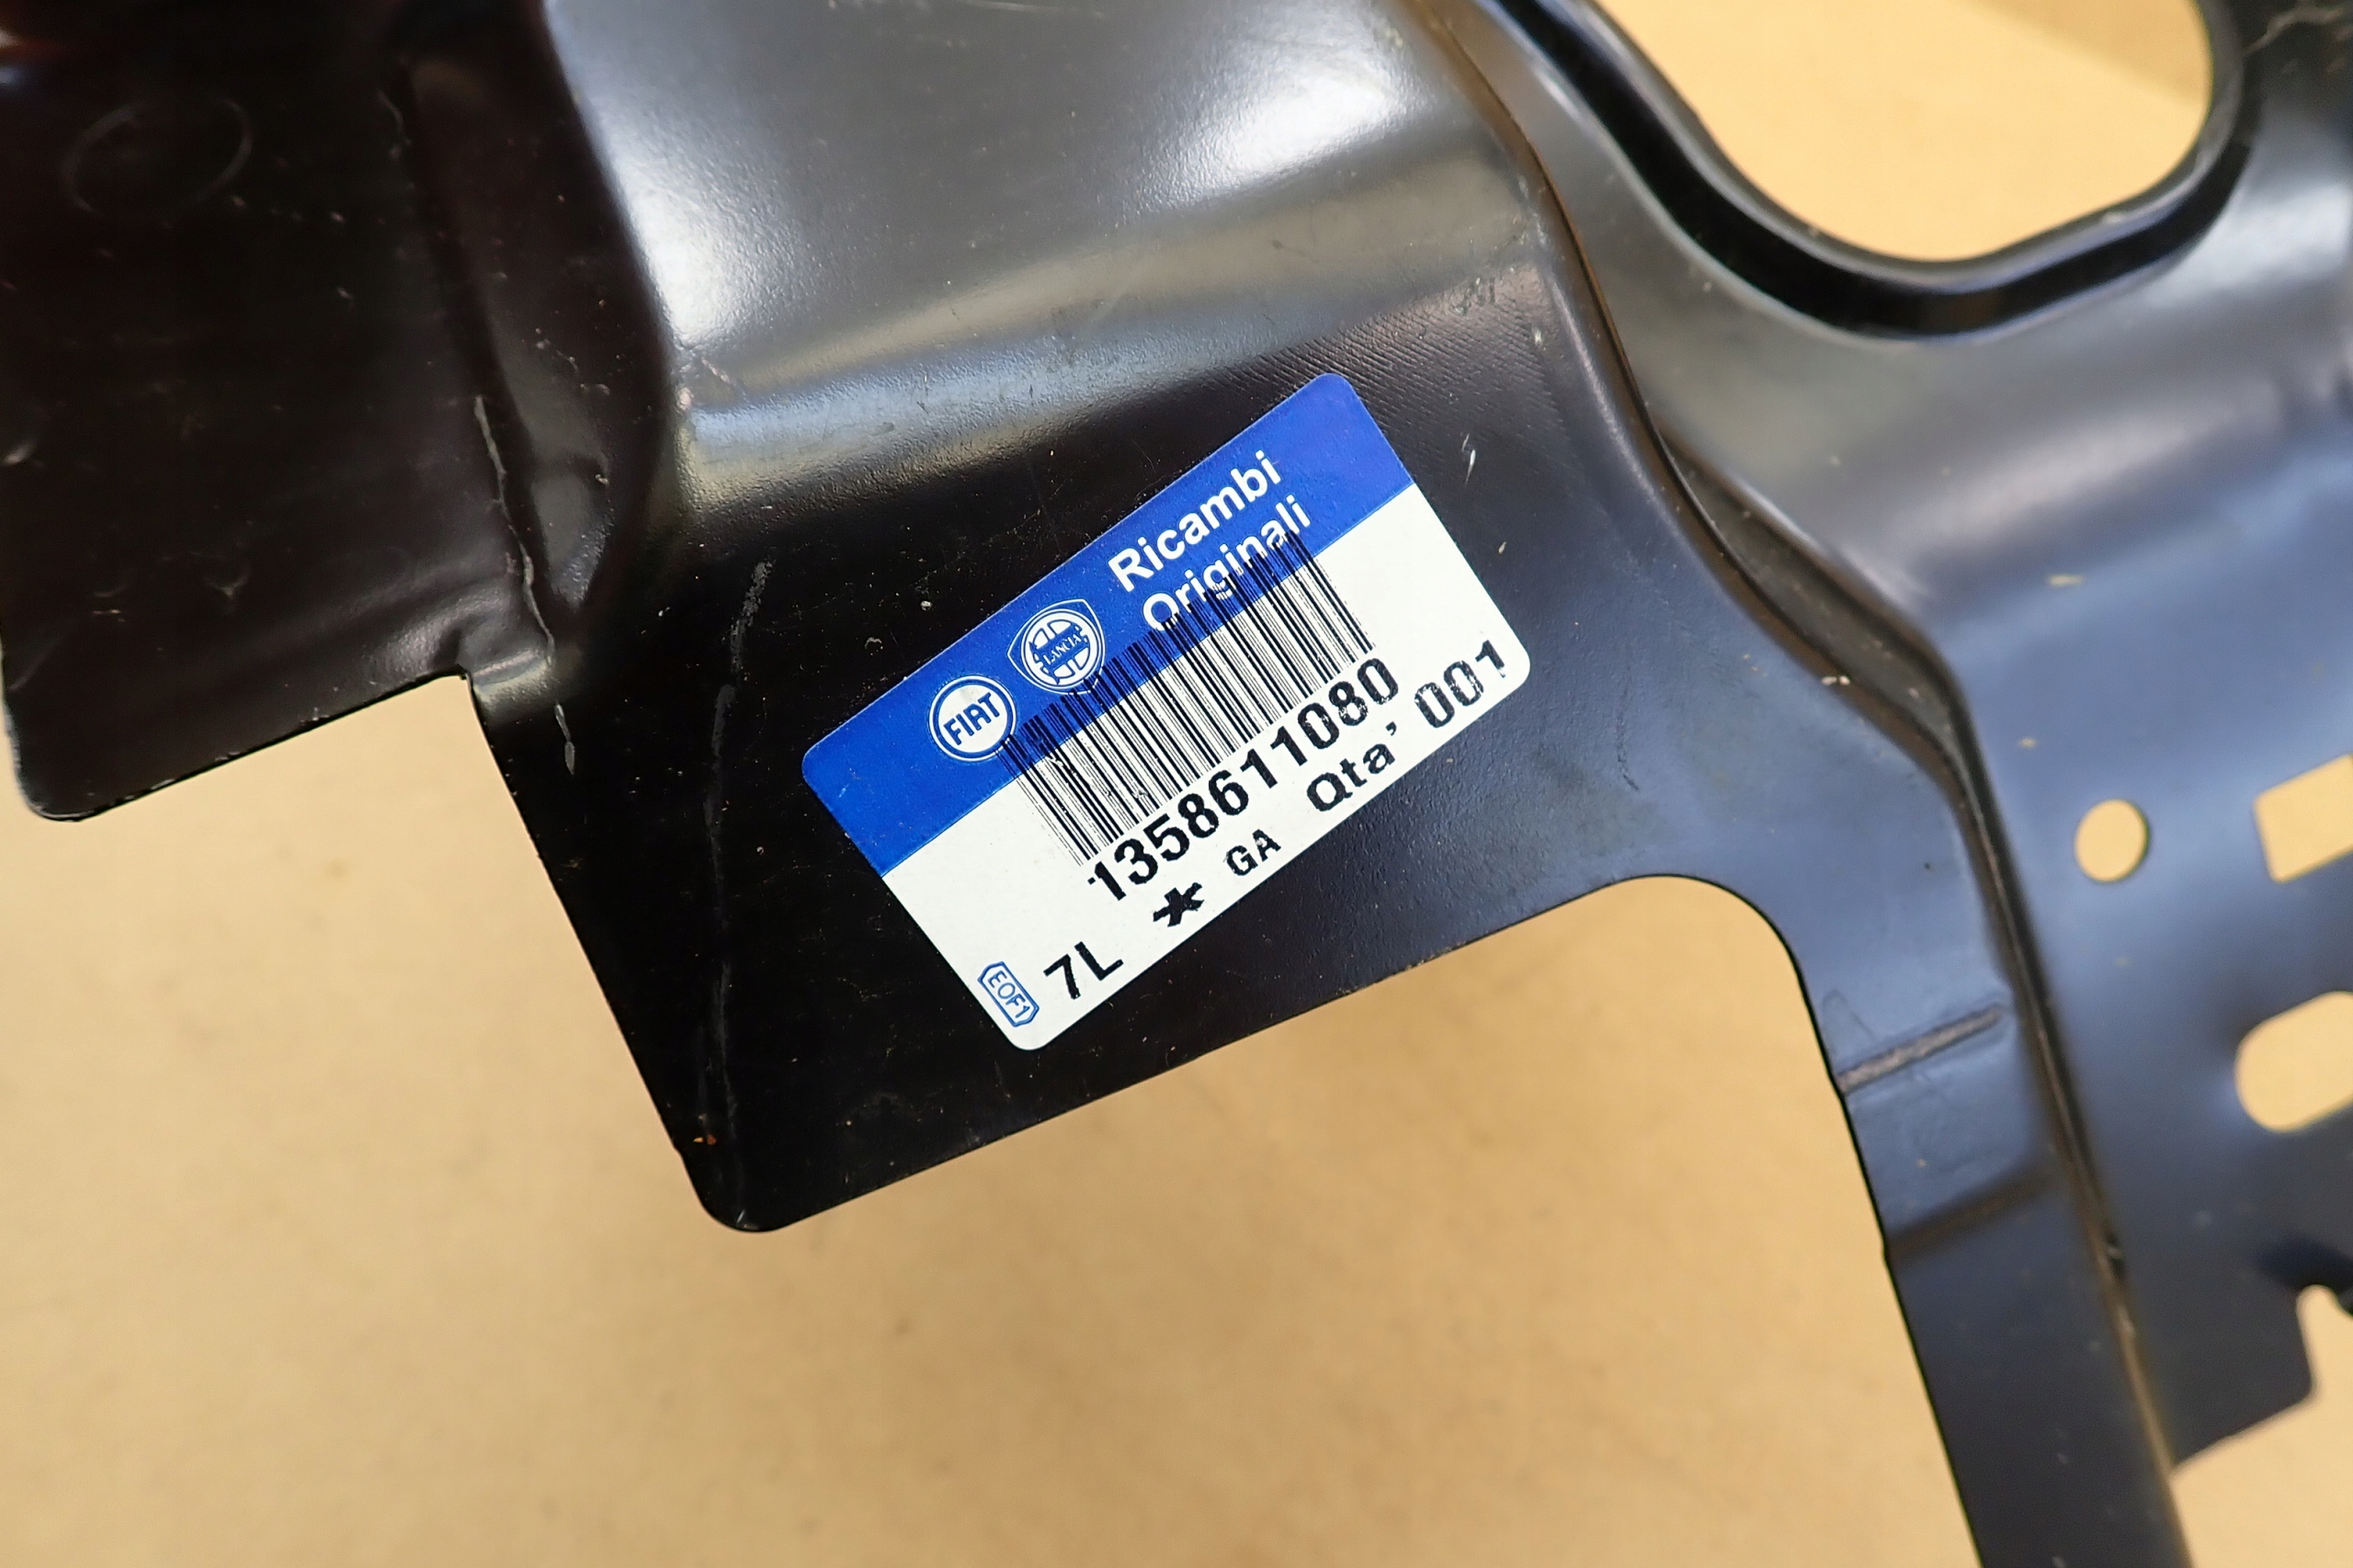 FIAT
LANCIA
Ricambi
Originali
1358611080
7L * GA Qta' 001
EOF1